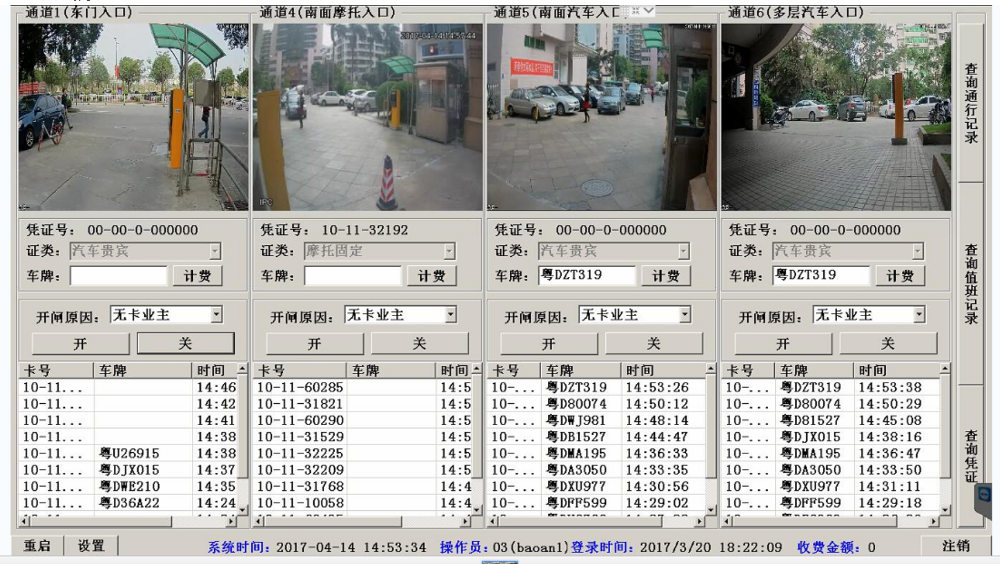 通道1(东门入口)
通道4(南面摩托入口)
通道5(南面汽车入口
通道6(多层汽车入口)
2017-04-14 14:57:44
IPC
凭证号: 00-00-0-000000
证类: 汽车贵宾
车牌: 计费
开闸原因: 无卡业主
开 关
卡号 车牌 时间
10-11... 14:46
10-11... 14:42
10-11... 14:41
10-11... 14:38
10-11... 粤U26915 14:38
10-11... 粤DJX015 14:37
10-11... 粤DWE210 14:35
10-11... 粤D36A22 14:24
凭证号: 10-11-32192
证类: 摩托固定
车牌: 计费
开闸原因: 无卡业主
开 关
卡号 车牌 时间
10-11-60285 14:5
10-11-31821 14:5
10-11-60290 14:5
10-11-31529 14:5
10-11-32225 14:5
10-11-32209 14:5
10-11-31768 14:4
10-11-10058 14:4
凭证号: 00-00-0-000000
证类: 汽车贵宾
车牌: 粤DZT319 计费
开闸原因: 无卡业主
开 关
卡号 车牌 时间
10-... 粤DZT319 14:53:26
10-... 粤D80074 14:50:12
10-... 粤DWJ981 14:48:14
10-... 粤DB1527 14:44:47
10-... 粤DMA195 14:36:33
10-... 粤DA3050 14:33:35
10-... 粤DXU977 14:30:56
10-... 粤DFF599 14:29:02
凭证号: 00-00-0-000000
证类: 汽车贵宾
车牌: 粤DZT319 计费
开闸原因: 无卡业主
开 关
卡号 车牌 时间
10-... 粤DZT319 14:53:38
10-... 粤D80074 14:50:29
10-... 粤D81527 14:45:08
10-... 粤DJX015 14:38:16
10-... 粤DMA195 14:36:47
10-... 粤DA3050 14:33:50
10-... 粤DXU977 14:31:11
10-... 粤DFF599 14:29:18
查询通行记录
查询值班记录
查询凭证
重启 设置 系统时间: 2017-04-14 14:53:34 操作员: 03(baoan1) 登录时间: 2017/3/20 18:22:09 收费金额: 0 注销